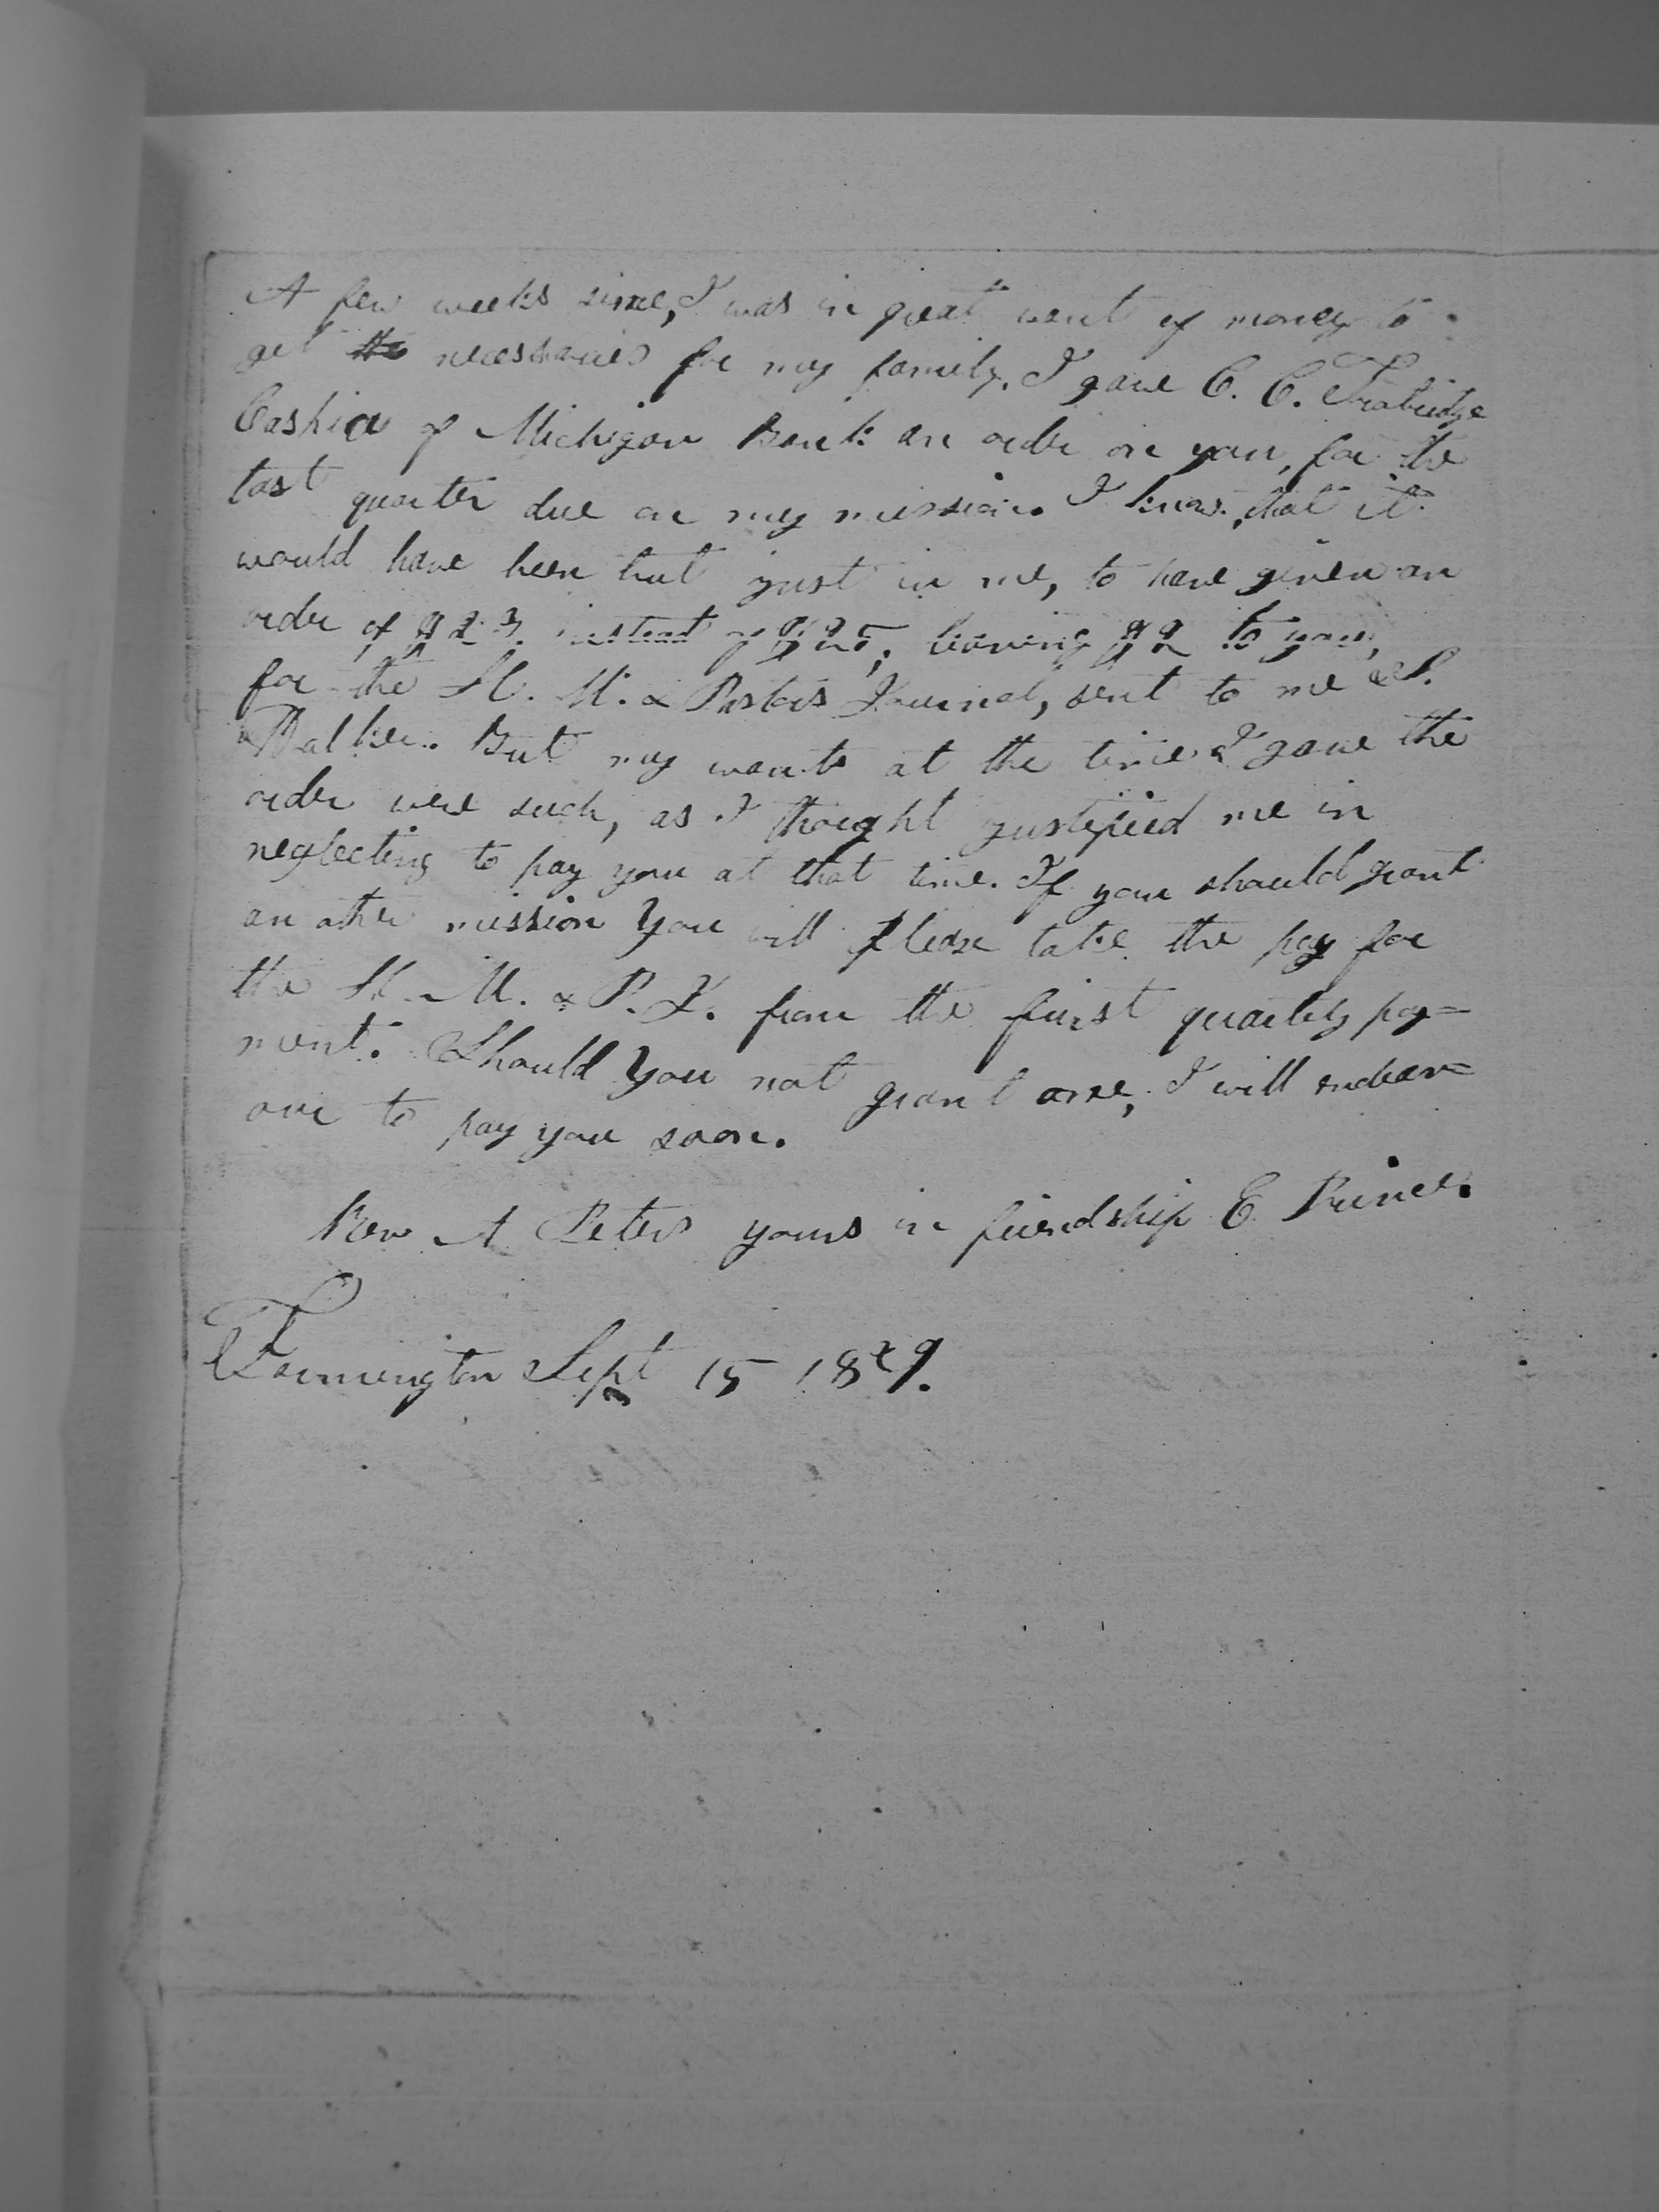 A few weeks since, I was in great want of money to
get the necessaries for my family. I gave C. C. Trobridge
Cashier of Michigan Bank an order on you, for the
last quarter due on my mission. I know that it
would have been but just in me, to have given an
order of $23. instead of $25, leaving $2 to you,
for the H. M. & Pastor's Journal, sent to me & S.
But my wants at the time I gave the
order were such, as I thought justified me in
neglecting to pay you at that time. If you should grant
an other mission You will please take the pay for
the H. M. & P. J. from the first quarterly pay=
ment. Should You not grant one, I will endeav=
our to pay you soon.
Rev A Peters yours in friendship E Prince.
Farmington Sept 15 1829.